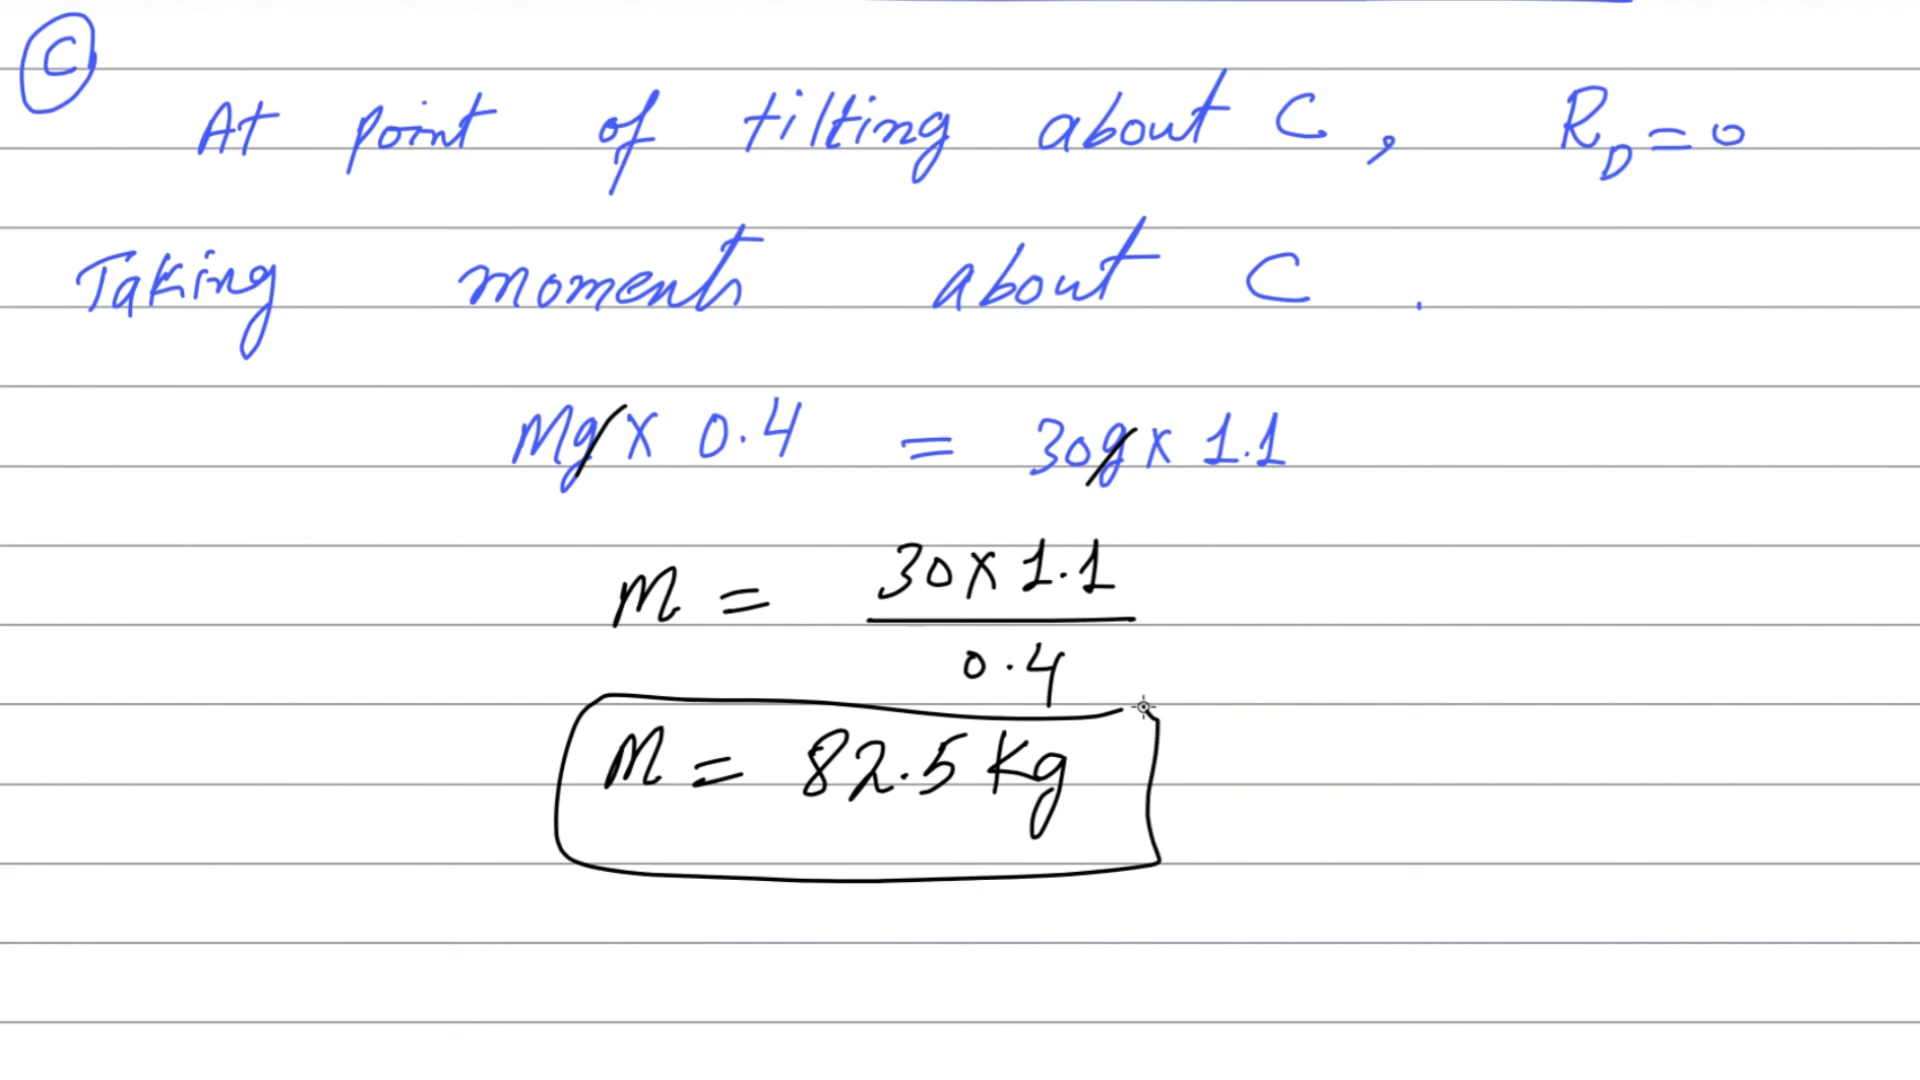 C
At point of tilting about C, R_D = 0
Taking moments about C.
Mg × 0.4 = 30g × 1.1
M = 30 × 1.1
0.4
M = 82.5 Kg